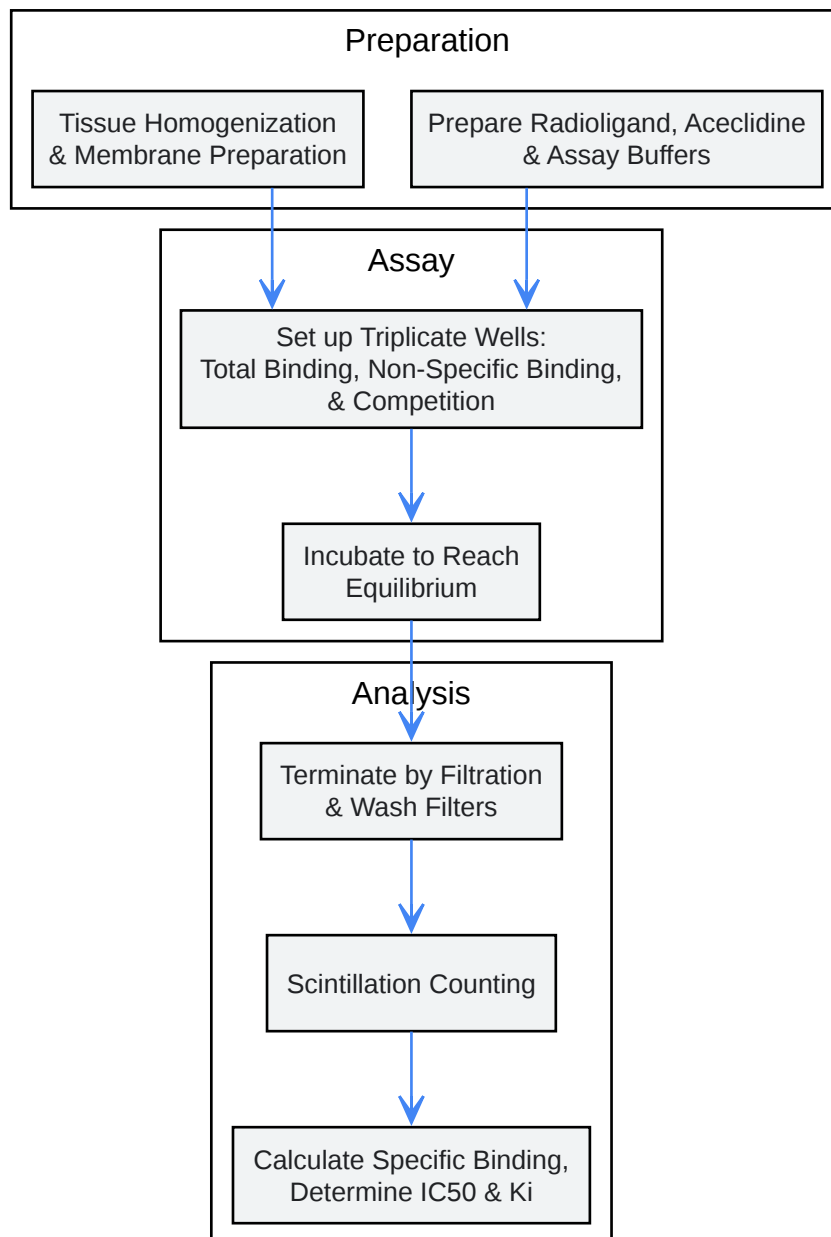 Preparation
Tissue Homogenization
& Membrane Preparation
Prepare Radioligand, Aceclidine
& Assay Buffers
Assay
Set up Triplicate Wells:
Total Binding, Non-Specific Binding,
& Competition
Incubate to Reach
Equilibrium
Analysis
Terminate by Filtration
& Wash Filters
Scintillation Counting
Calculate Specific Binding,
Determine IC50 & Ki